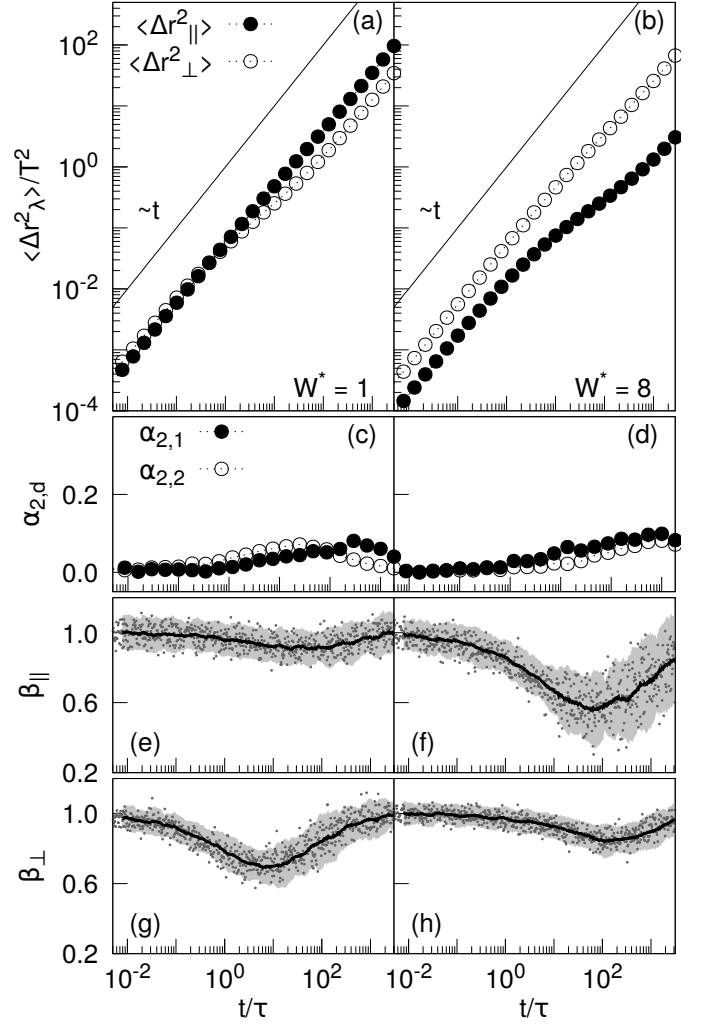 <Δr²∥>
<Δr²⊥>
(a)
(b)
10²
10⁰
10⁻²
10⁻⁴
<Δr²λ>/T²
~t
~t
W* = 1
W* = 8
α2,1
α2,2
(c)
(d)
0.2
0.0
α2,d
1.0
0.6
0.2
β∥
(e)
(f)
1.0
0.6
0.2
β⊥
(g)
(h)
10⁻² 10⁰ 10² 10⁻² 10⁰ 10²
t/τ t/τ